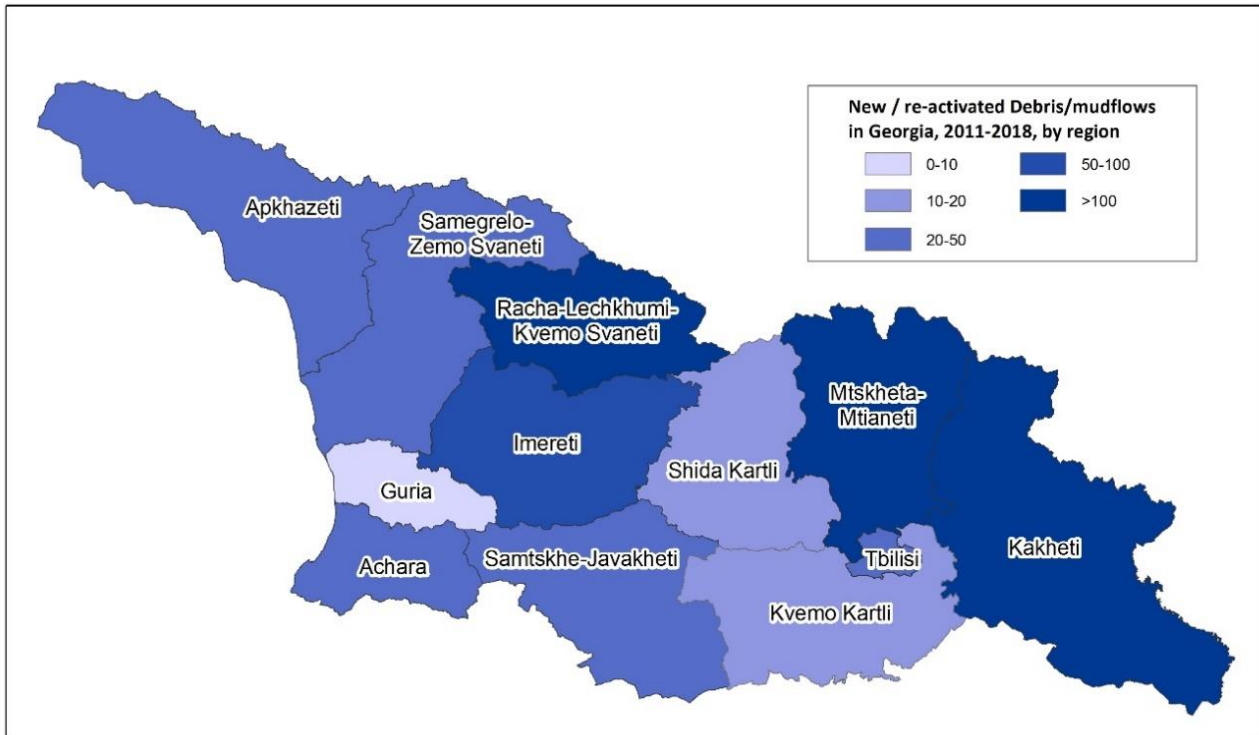 New / re-activated Debris/mudflows
in Georgia, 2011-2018, by region
0-10
50-100
10-20
>100
20-50
Apkhazeti
Samegrelo-
Zemo Svaneti
Racha-Lechkhumi-
Kvemo Svaneti
Mtskheta-
Mtianeti
Imereti
Shida Kartli
Guria
Kakheti
Achara
Samtskhe-Javakheti
Tbilisi
Kvemo Kartli